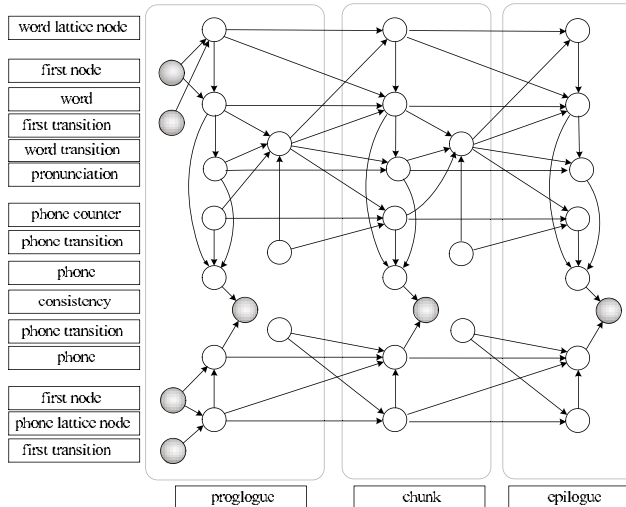 word lattice node
first node
word
first transition
word transition
pronunciation
phone counter
phone transition
phone
consistency
phone transition
phone
first node
phone lattice node
first transition
proglogue
chunk
epilogue